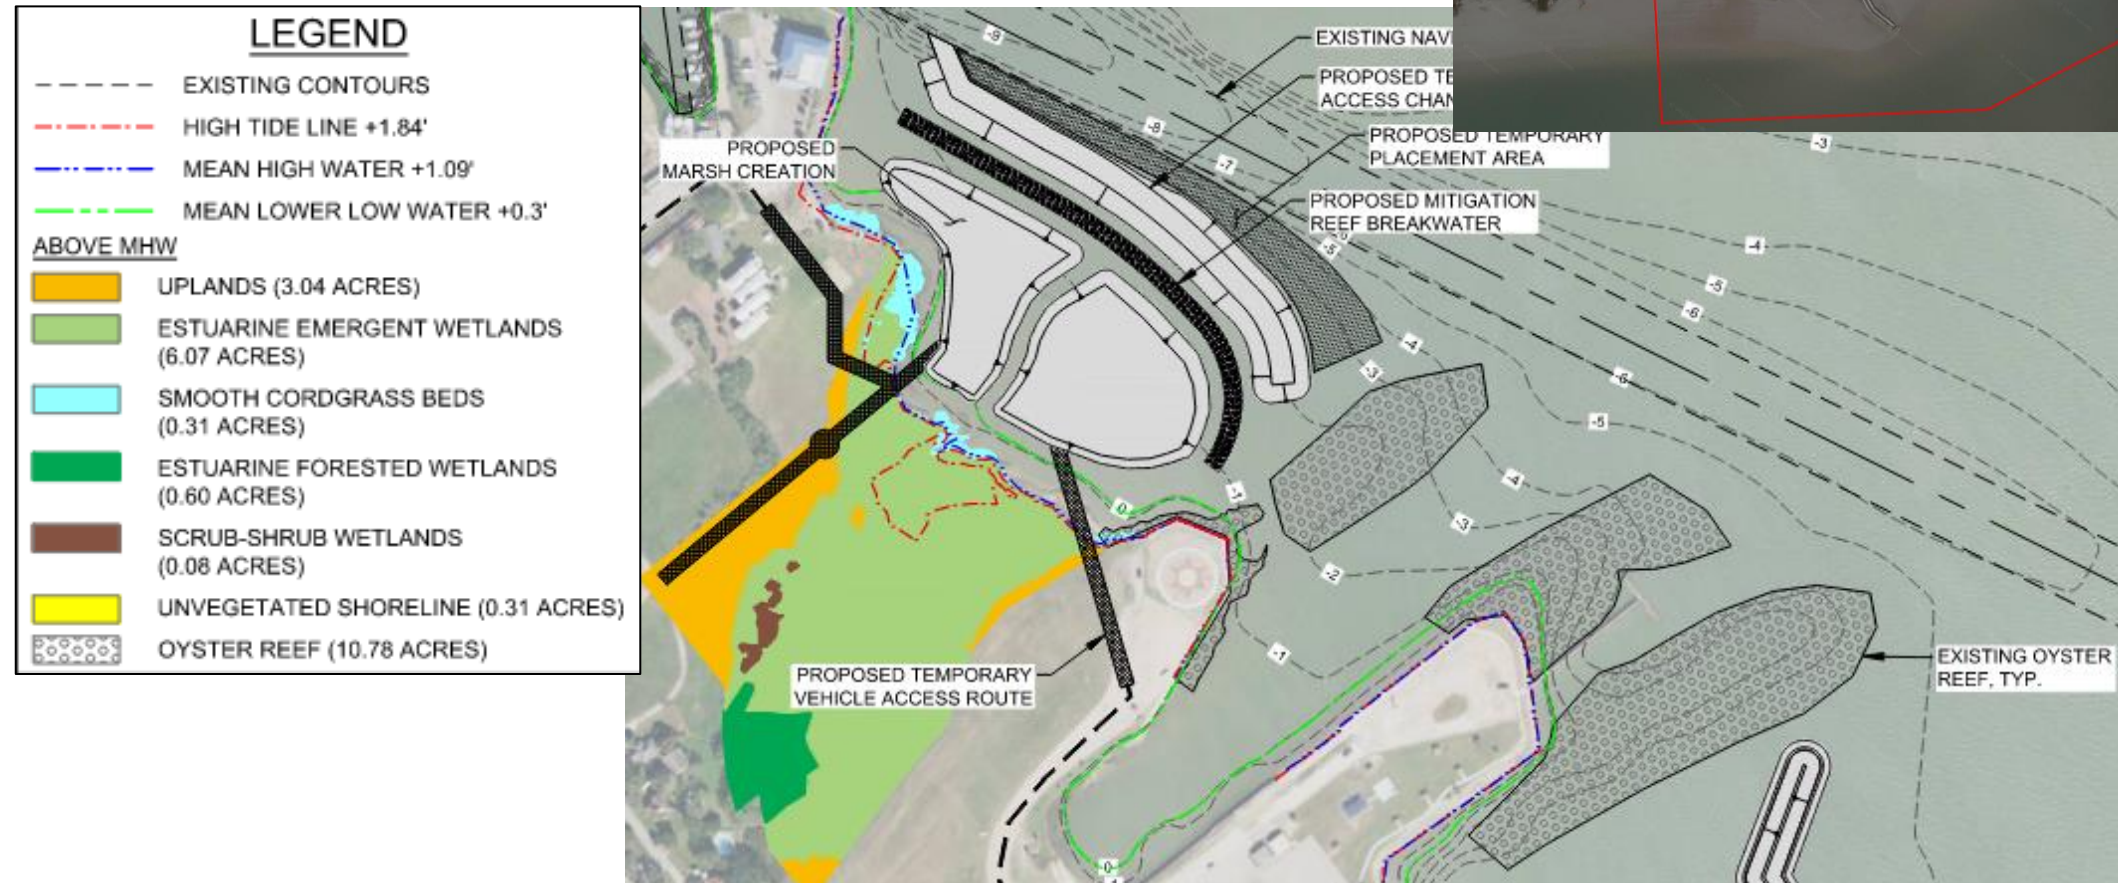 LEGEND
EXISTING CONTOURS
HIGH TIDE LINE +1.84'
MEAN HIGH WATER +1.09'
MEAN LOWER LOW WATER +0.3'
ABOVE MHW
UPLANDS (3.04 ACRES)
ESTUARINE EMERGENT WETLANDS
(6.07 ACRES)
SMOOTH CORDGRASS BEDS
(0.31 ACRES)
ESTUARINE FORESTED WETLANDS
(0.60 ACRES)
SCRUB-SHRUB WETLANDS
(0.08 ACRES)
UNVEGETATED SHORELINE (0.31 ACRES)
OYSTER REEF (10.78 ACRES)
EXISTING
PROPOSED
ACCESS
PROPOSED TEMPORARY
PLACEMENT AREA
PROPOSED MITIGATION
REEF BREAKWATER
PROPOSED
MARSH CREATION
PROPOSED TEMPORARY
VEHICLE ACCESS ROUTE
EXISTING OYSTER
REEF, TYP.
-9
-8
-7
-5
-3
-4
-5
-6
-4
-3
-6
-5
-4
-3
-1
0
-2
-1
0